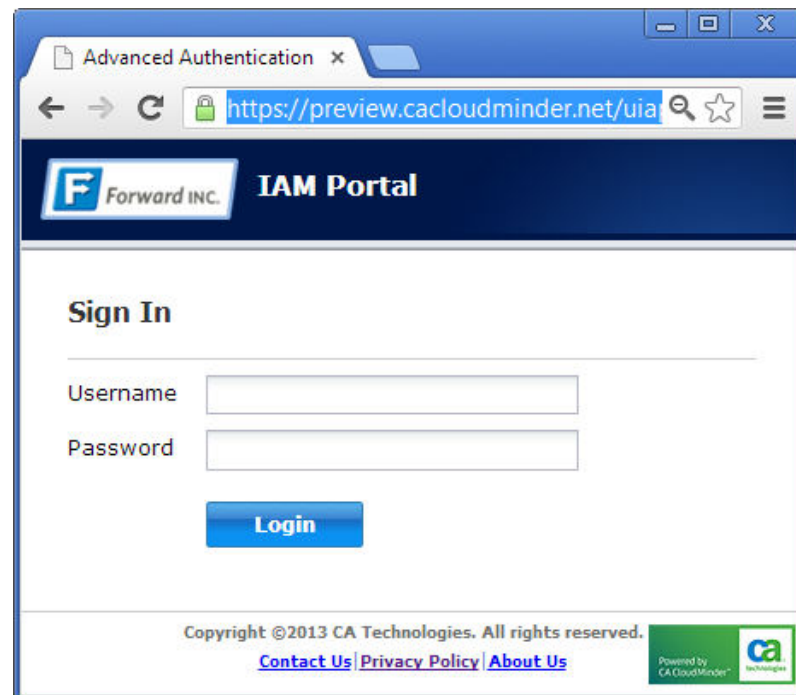 Advanced Authentication
https://preview.cacloudminder.net/uia
F Forward INC.
IAM Portal
Sign In
Username
Password
Login
Copyright ©2013 CA Technologies. All rights reserved.
Contact Us|Privacy Policy|About Us
Powered by
CA CloudMinder™
ca
technologies